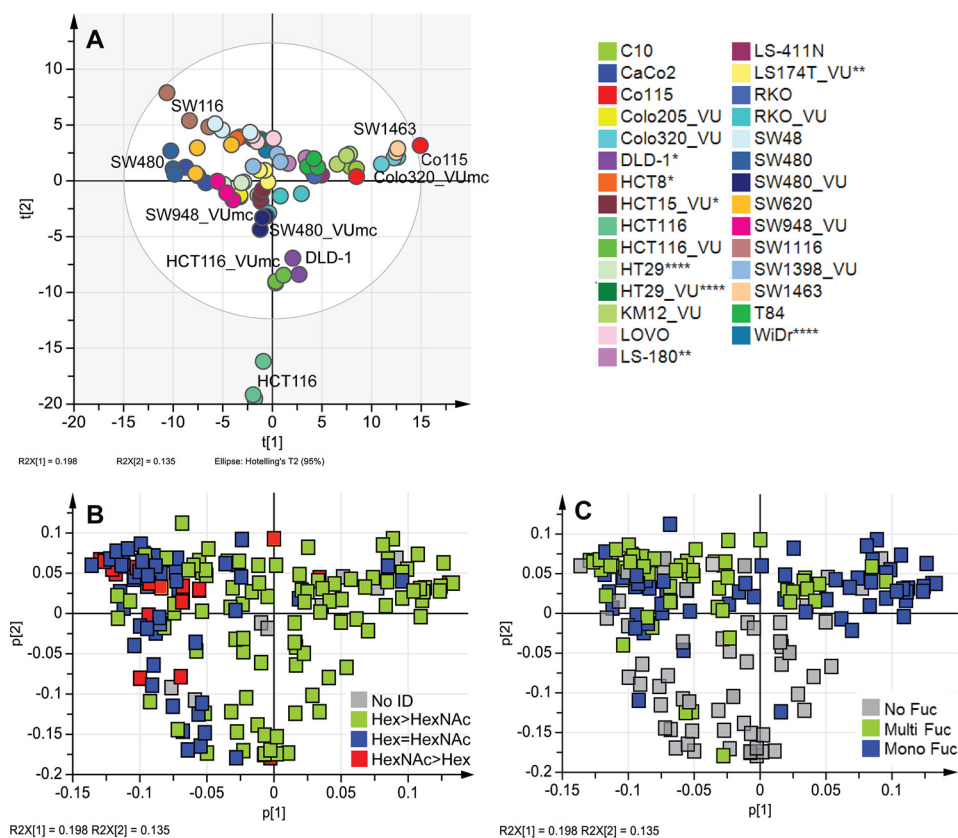 A
10
5
0
-5
-10
-15
-20
t[2]
-20
-15
-10
-5
0
5
10
15
20
t[1]
SW116
SW480
SW1463
Co115
Colo320_VUmc
SW948_VUmc
SW480_VUmc
HCT116_VUmc
DLD-1
HCT116
R2X[1] = 0.198
R2X[2] = 0.135
Ellipse: Hotelling's T2 (95%)
C10
CaCo2
Co115
Colo205_VU
Colo320_VU
DLD-1*
HCT8*
HCT15_VU*
HCT116
HCT116_VU
HT29****
HT29_VU****
KM12_VU
LOVO
LS-180**
LS-411N
LS174T_VU**
RKO
RKO_VU
SW48
SW480
SW480_VU
SW620
SW948_VU
SW1116
SW1398_VU
SW1463
T84
WiDr****
B
0.1
0.05
0
-0.05
-0.1
-0.15
-0.2
p[2]
-0.15
-0.1
-0.05
0
0.05
0.1
p[1]
No ID
Hex>HexNAc
Hex=HexNAc
HexNAc>Hex
R2X[1] = 0.198 R2X[2] = 0.135
C
0.1
0.05
0
-0.05
-0.1
-0.15
-0.2
p[2]
-0.15
-0.1
-0.05
0
0.05
0.1
p[1]
No Fuc
Multi Fuc
Mono Fuc
R2X[1] = 0.198 R2X[2] = 0.135